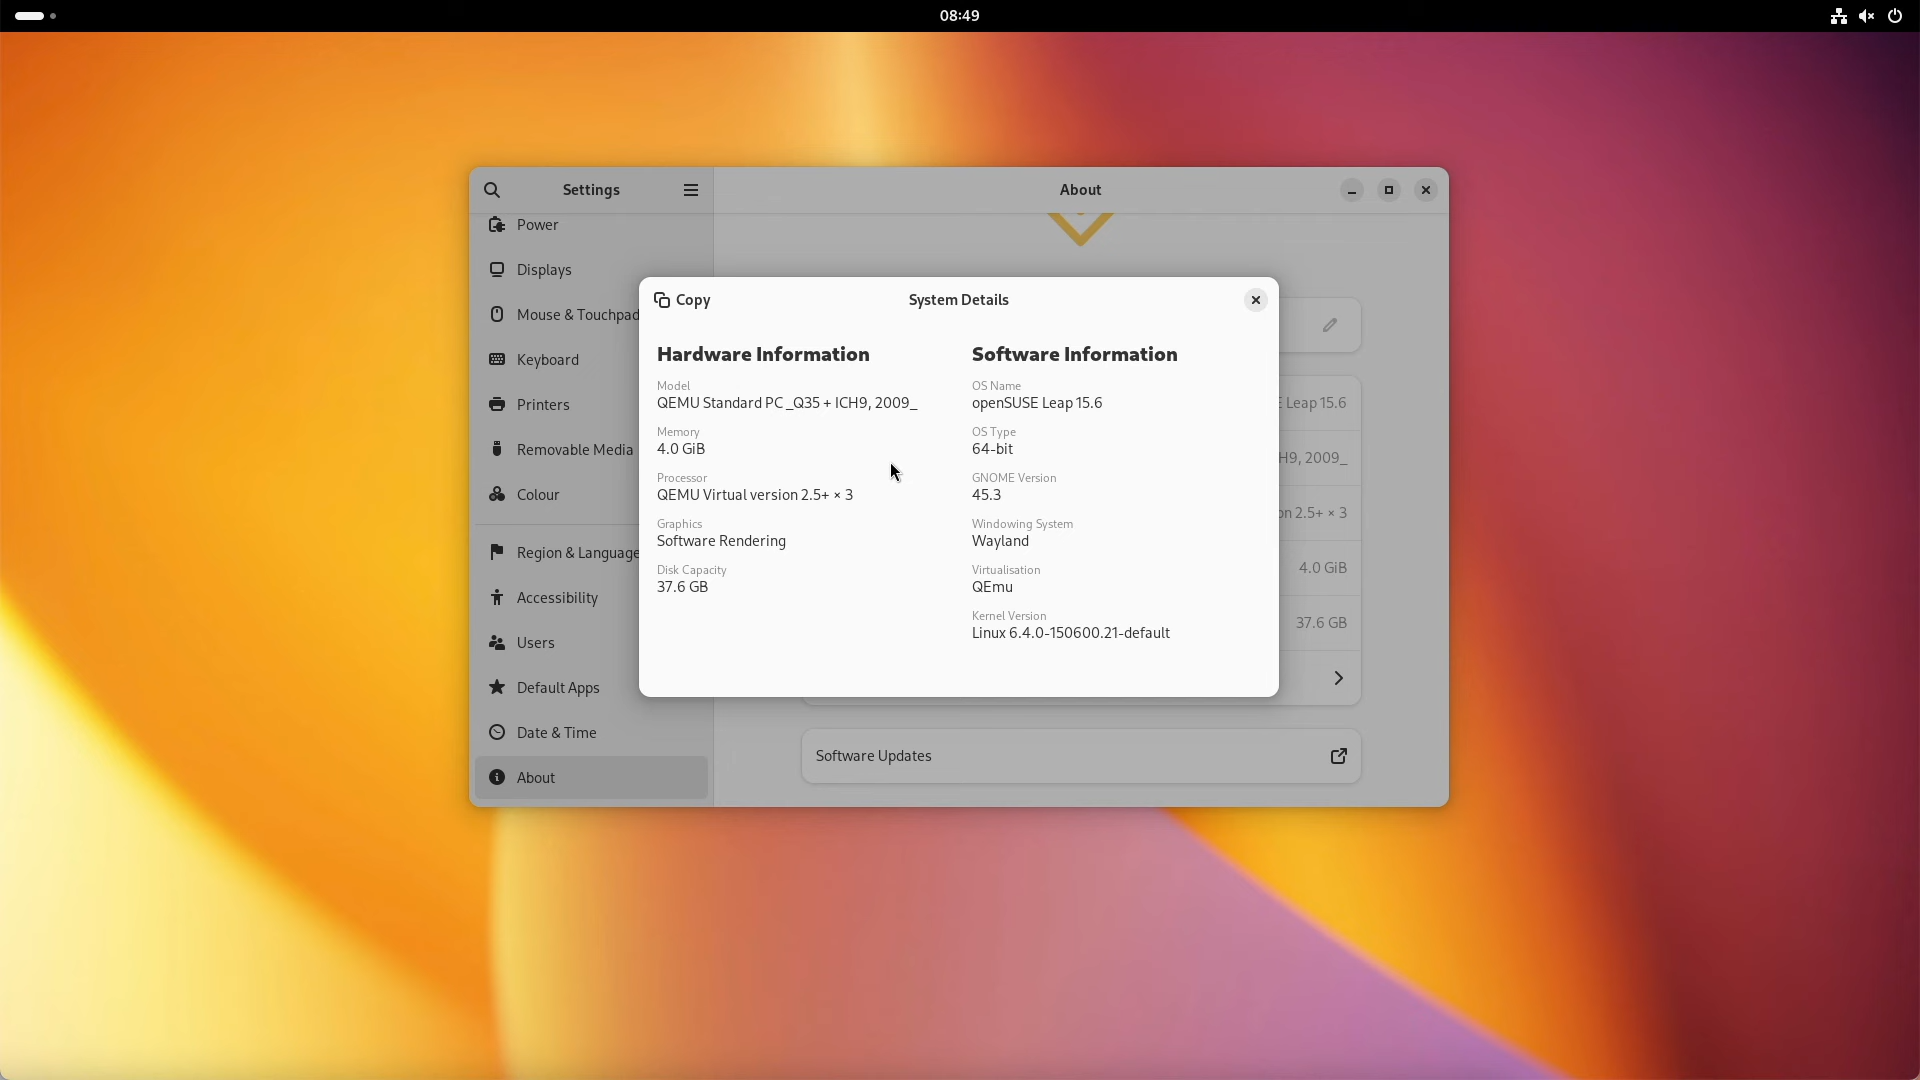 08:49
Settings
About
Power
Displays
Mouse & Touchpad
Keyboard
Printers
Removable Media
Colour
Region & Language
Accessibility
Users
Default Apps
Date & Time
About
Copy
System Details
Hardware Information
Model
QEMU Standard PC _Q35 + ICH9, 2009_
Memory
4.0 GiB
Processor
QEMU Virtual version 2.5+ × 3
Graphics
Software Rendering
Disk Capacity
37.6 GB
Software Information
OS Name
openSUSE Leap 15.6
OS Type
64-bit
GNOME Version
45.3
Windowing System
Wayland
Virtualisation
QEmu
Kernel Version
Linux 6.4.0-150600.21-default
Leap 15.6
H9, 2009_
on 2.5+ × 3
4.0 GiB
37.6 GB
Software Updates